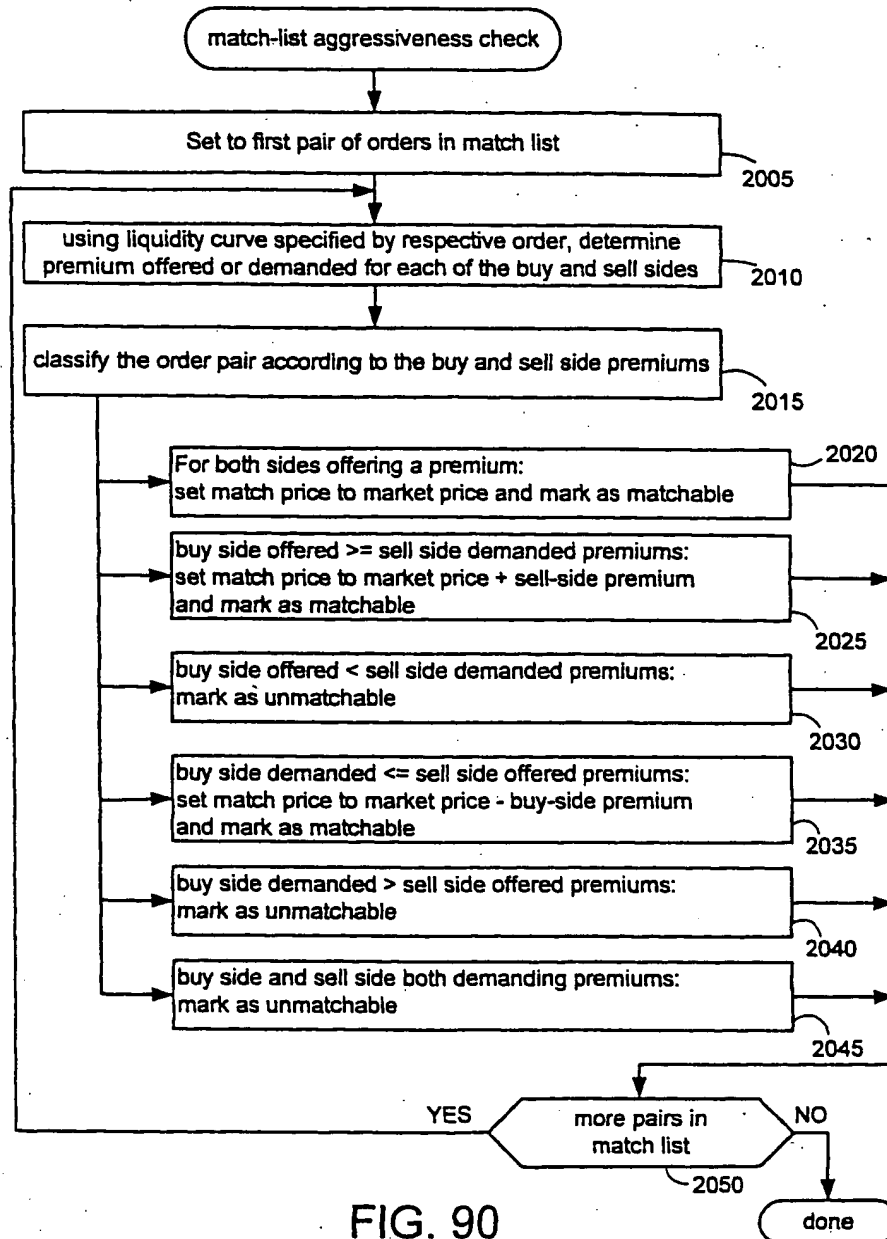 match-list aggressiveness check
Set to first pair of orders in match list
2005
using liquidity curve specified by respective order, determine
premium offered or demanded for each of the buy and sell sides
2010
classify the order pair according to the buy and sell side premiums
2015
2020
For both sides offering a premium:
set match price to market price and mark as matchable
buy side offered >= sell side demanded premiums:
set match price to market price + sell-side premium
and mark as matchable
2025
buy side offered < sell side demanded premiums:
mark as unmatchable
2030
buy side demanded <= sell side offered premiums:
set match price to market price - buy-side premium
and mark as matchable
2035
buy side demanded > sell side offered premiums:
mark as unmatchable
2040
buy side and sell side both demanding premiums:
mark as unmatchable
2045
YES
more pairs in
match list
NO
2050
done
FIG. 90